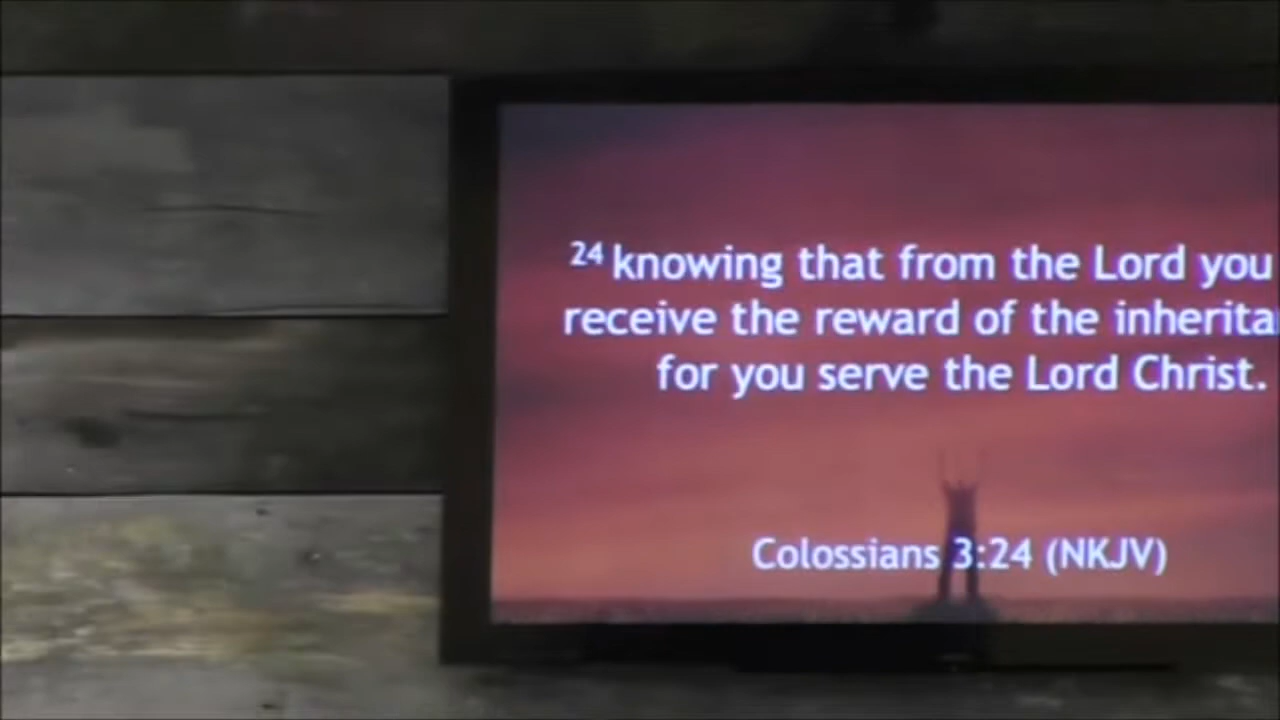 24 knowing that from the Lord you
receive the reward of the inherita
for you serve the Lord Christ.
Colossians 3:24 (NKJV)